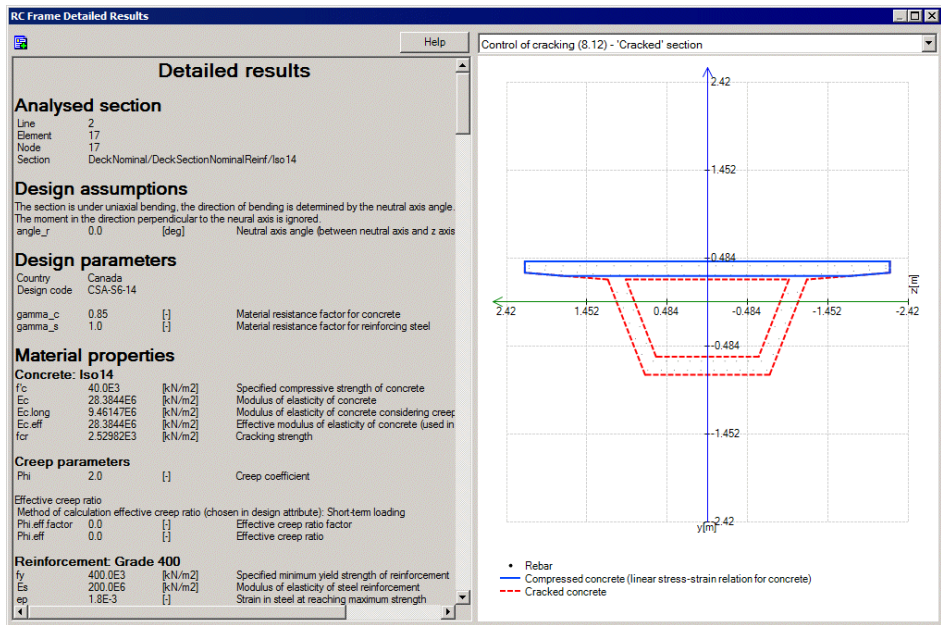 RC Frame Detailed Results
Help
Control of cracking (8.12) - 'Cracked' section
Detailed results
Analysed section
Line 2
Element 17
Node 17
Section DeckNominal/DeckSectionNominalReinf/Iso14
Design assumptions
The section is under uniaxial bending, the direction of bending is determined by the neutral axis angle.
The moment in the direction perpendicular to the neural axis is ignored.
angle_r 0.0 [deg] Neutral axis angle (between neutral axis and z axis
Design parameters
Country Canada
Design code CSA-S6-14
gamma_c 0.85 [-] Material resistance factor for concrete
gamma_s 1.0 [-] Material resistance factor for reinforcing steel
Material properties
Concrete: Iso14
f'c 40.0E3 [kN/m2] Specified compressive strength of concrete
Ec 28.3844E6 [kN/m2] Modulus of elasticity of concrete
Ec.long 9.46147E6 [kN/m2] Modulus of elasticity of concrete considering creep
Ec.eff 28.3844E6 [kN/m2] Effective modulus of elasticity of concrete (used in
fcr 2.52982E3 [kN/m2] Cracking strength
Creep parameters
Phi 2.0 [-] Creep coefficient
Effective creep ratio
Method of calculation effective creep ratio (chosen in design attribute): Short-term loading
Phi.eff.factor 0.0 [-] Effective creep ratio factor
Phi.eff 0.0 [-] Effective creep ratio
Reinforcement: Grade 400
fy 400.0E3 [kN/m2] Specified minimum yield strength of reinforcement
Es 200.0E6 [kN/m2] Modulus of elasticity of steel reinforcement
ep 1.8E-3 [-] Strain in steel at reaching maximum strength
2.42
1.452
0.484
z[m]
2.42 1.452 0.484 -0.484 -1.452 -2.42
-0.484
-1.452
-2.42
y[m]
Rebar
Compressed concrete (linear stress-strain relation for concrete)
Cracked concrete